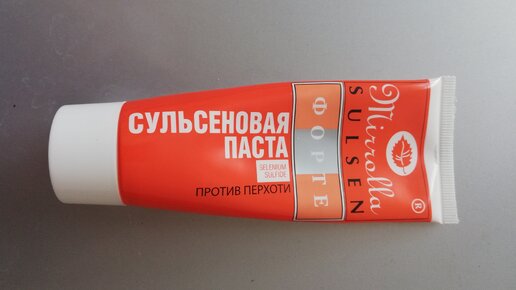 Mirrolla
®
SULSEN
ФОРТЕ
СУЛЬСЕНОВАЯ
ПАСТА
SELENIUM
SULFIDE
ПРОТИВ ПЕРХОТИ